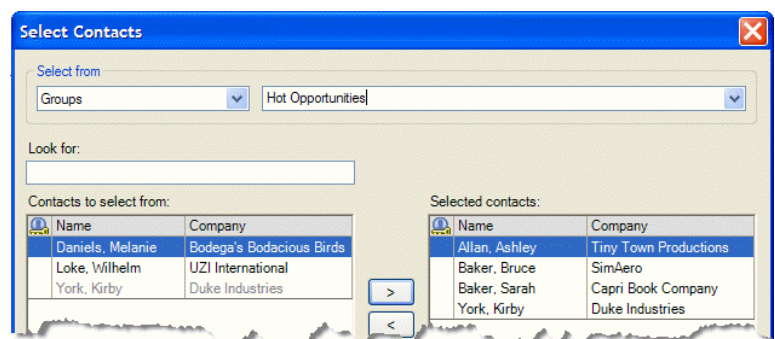 Select Contacts
Select from
Groups
Hot Opportunities
Look for:
Contacts to select from:
Name Company
Daniels, Melanie Bodega's Bodacious Birds
Loke, Wilhelm UZI International
York, Kirby Duke Industries
>
<
Selected contacts:
Name Company
Allan, Ashley Tiny Town Productions
Baker, Bruce SimAero
Baker, Sarah Capri Book Company
York, Kirby Duke Industries